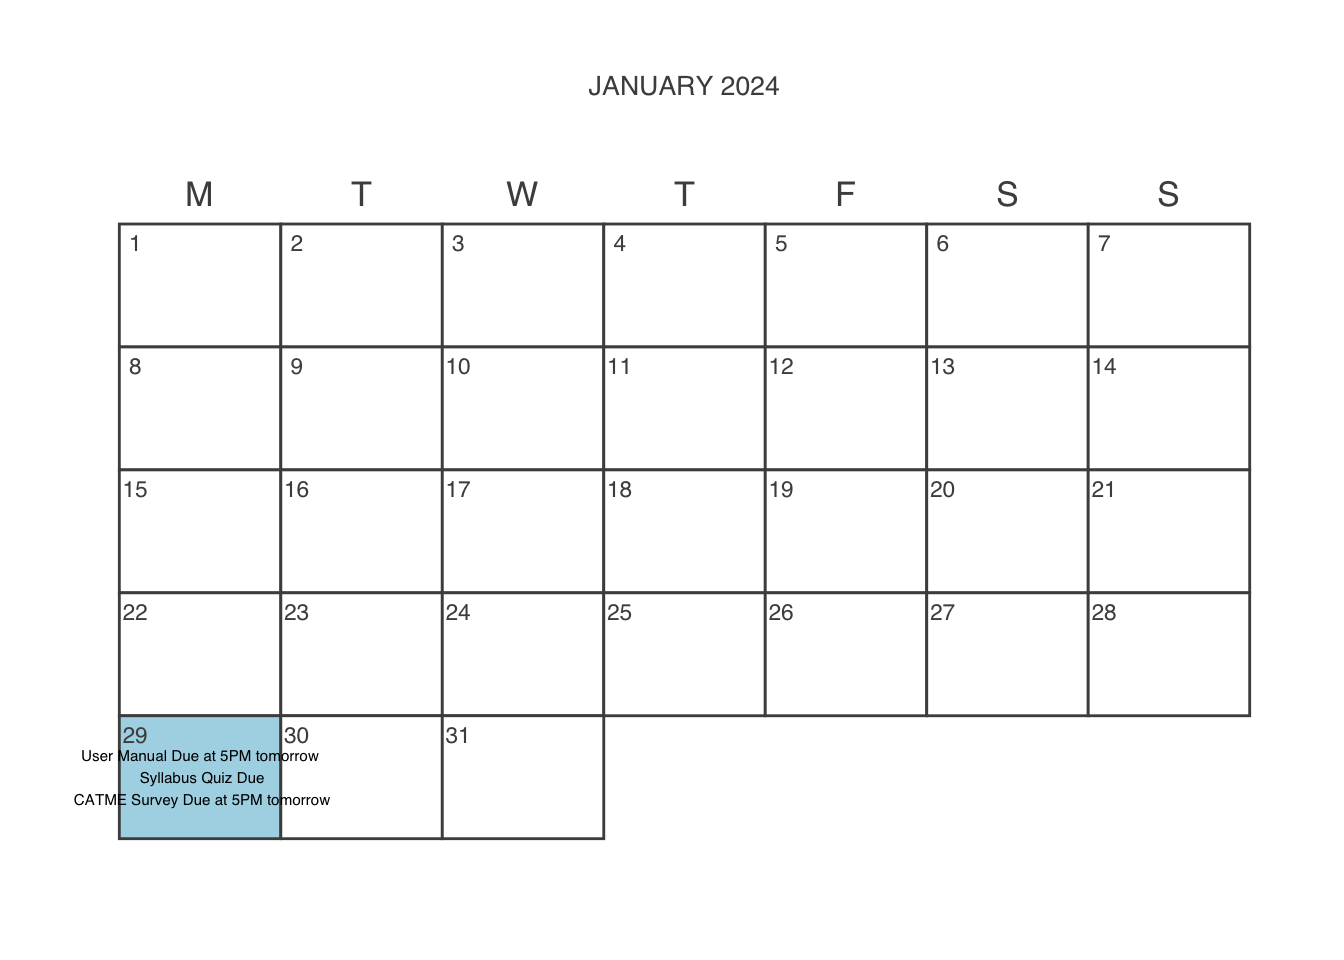 JANUARY 2024
M T W T F S S
1 2 3 4 5 6 7
8 9 10 11 12 13 14
15 16 17 18 19 20 21
22 23 24 25 26 27 28
29 30 31
User Manual Due at 5PM tomorrow
Syllabus Quiz Due
CATME Survey Due at 5PM tomorrow